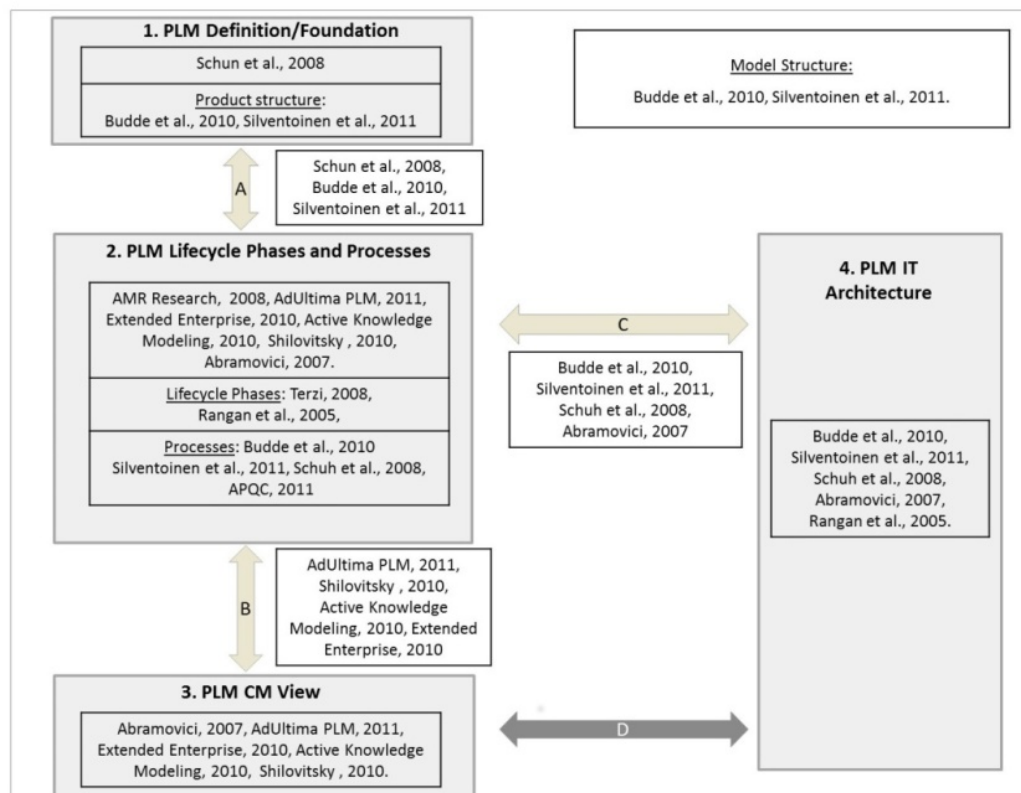 1. PLM Definition/Foundation
Schun et al., 2008
Product structure:
Budde et al., 2010, Silventoinen et al., 2011
Model Structure:
Budde et al., 2010, Silventoinen et al., 2011.
A
Schun et al., 2008,
Budde et al., 2010,
Silventoinen et al., 2011
2. PLM Lifecycle Phases and Processes
AMR Research, 2008, AdUltima PLM, 2011,
Extended Enterprise, 2010, Active Knowledge
Modeling, 2010, Shilovitsky , 2010,
Abramovici, 2007.
Lifecycle Phases: Terzi, 2008,
Rangan et al., 2005,
Processes: Budde et al., 2010
Silventoinen et al., 2011, Schuh et al., 2008,
APQC, 2011
C
Budde et al., 2010,
Silventoinen et al., 2011,
Schuh et al., 2008,
Abramovici, 2007
4. PLM IT
Architecture
Budde et al., 2010,
Silventoinen et al., 2011,
Schuh et al., 2008,
Abramovici, 2007,
Rangan et al., 2005.
B
AdUltima PLM, 2011,
Shilovitsky , 2010,
Active Knowledge
Modeling, 2010, Extended
Enterprise, 2010
3. PLM CM View
Abramovici, 2007, AdUltima PLM, 2011,
Extended Enterprise, 2010, Active Knowledge
Modeling, 2010, Shilovitsky , 2010.
D